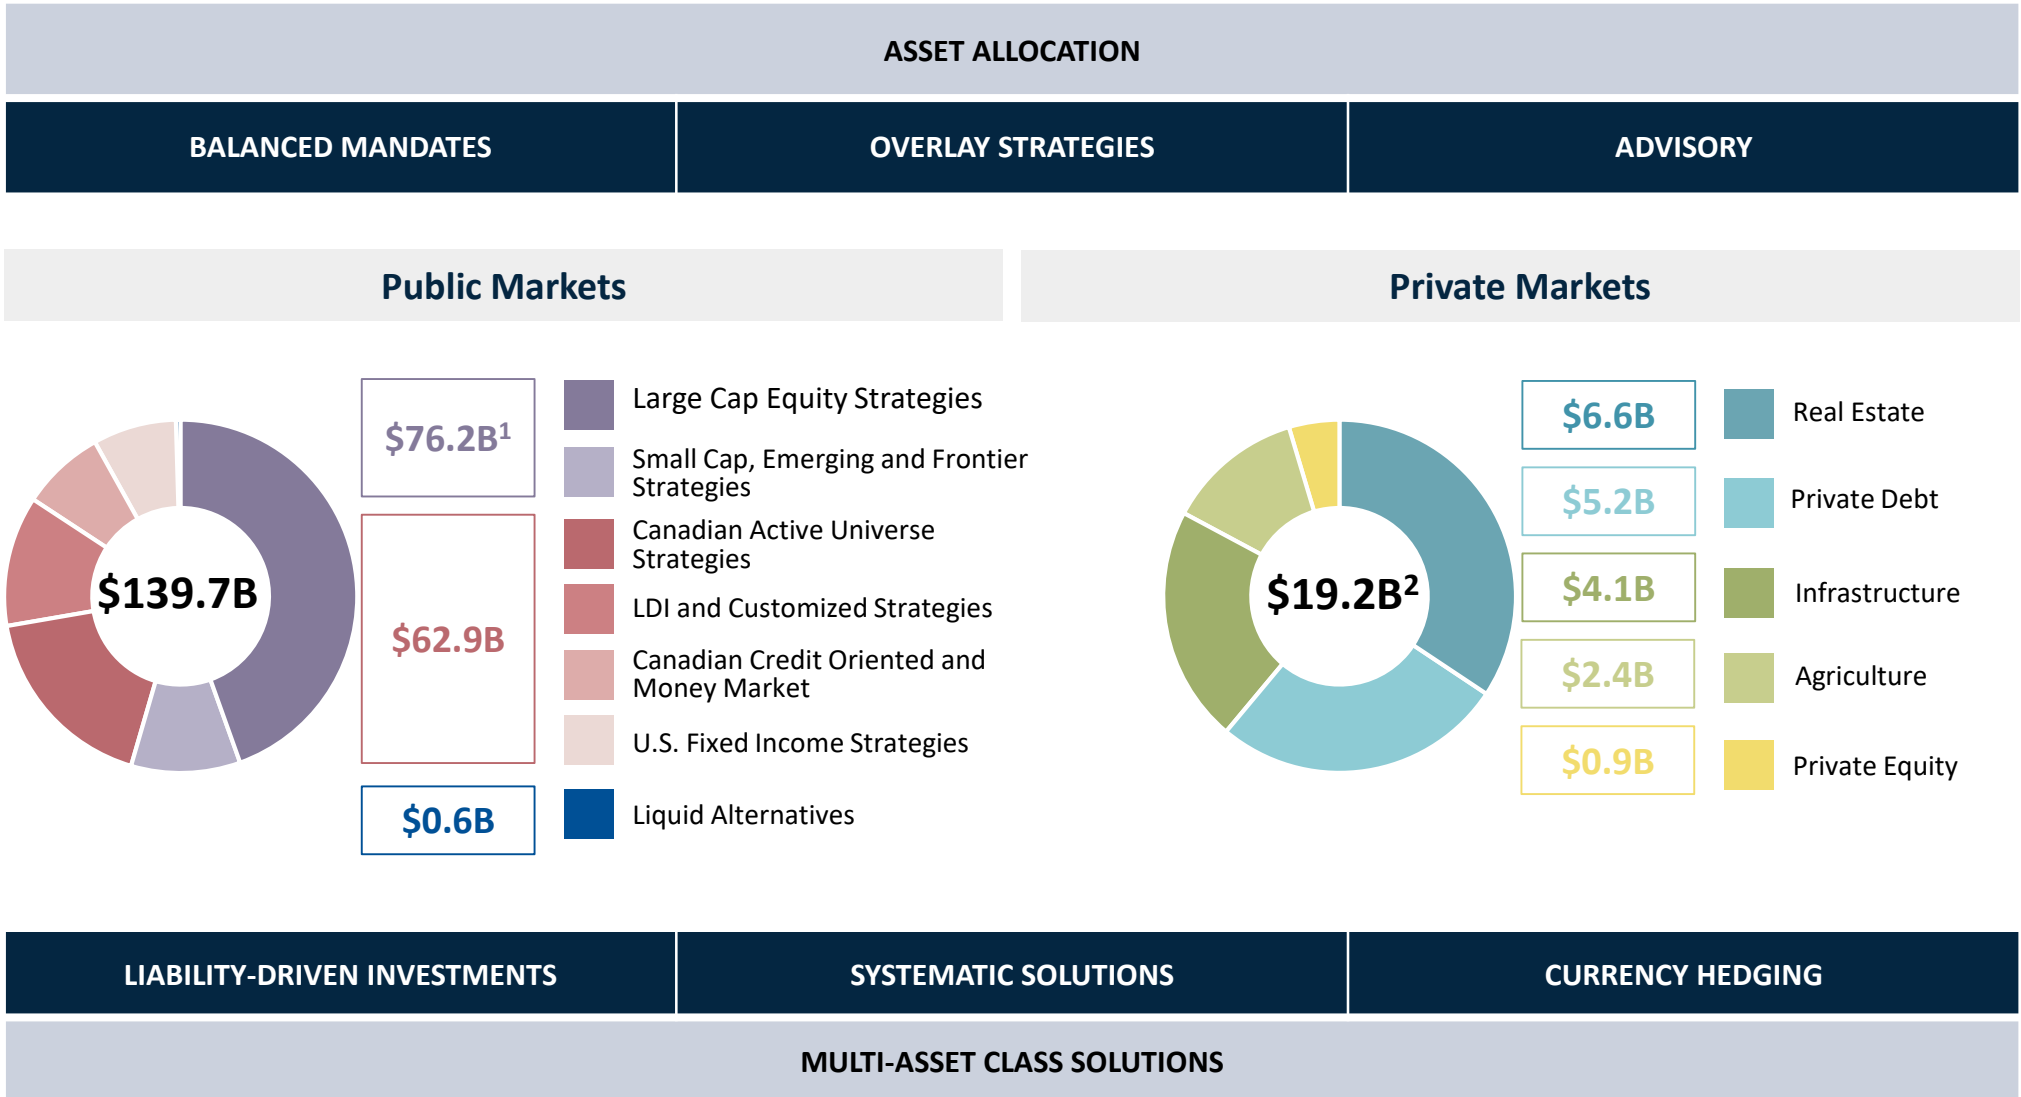 ASSET ALLOCATION
BALANCED MANDATES
OVERLAY STRATEGIES
ADVISORY
Public Markets
$139.7B
$76.2B¹
Large Cap Equity Strategies
Small Cap, Emerging and Frontier
Strategies
$62.9B
Canadian Active Universe
Strategies
LDI and Customized Strategies
Canadian Credit Oriented and
Money Market
U.S. Fixed Income Strategies
$0.6B
Liquid Alternatives
Private Markets
$19.2B²
$6.6B
Real Estate
$5.2B
Private Debt
$4.1B
Infrastructure
$2.4B
Agriculture
$0.9B
Private Equity
LIABILITY-DRIVEN INVESTMENTS
SYSTEMATIC SOLUTIONS
CURRENCY HEDGING
MULTI-ASSET CLASS SOLUTIONS